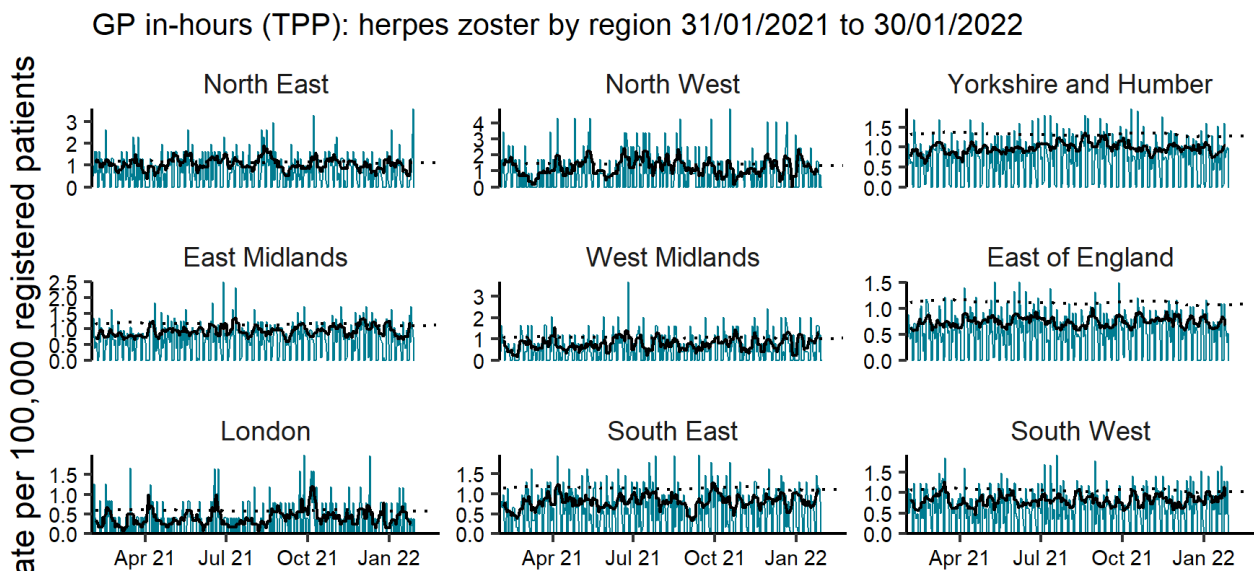 GP in-hours (TPP): herpes zoster by region 31/01/2021 to 30/01/2022
ate per 100,000 registered patients
North East
North West
Yorkshire and Humber
3
2
1
0
4
3
2
1
0
1.5
1.0
0.5
0.0
East Midlands
West Midlands
East of England
2.5
2.0
1.5
1.0
0.5
0.0
3
2
1
0
1.5
1.0
0.5
0.0
London
South East
South West
1.5
1.0
0.5
0.0
1.5
1.0
0.5
0.0
1.5
1.0
0.5
0.0
Apr 21 Jul 21 Oct 21 Jan 22
Apr 21 Jul 21 Oct 21 Jan 22
Apr 21 Jul 21 Oct 21 Jan 22